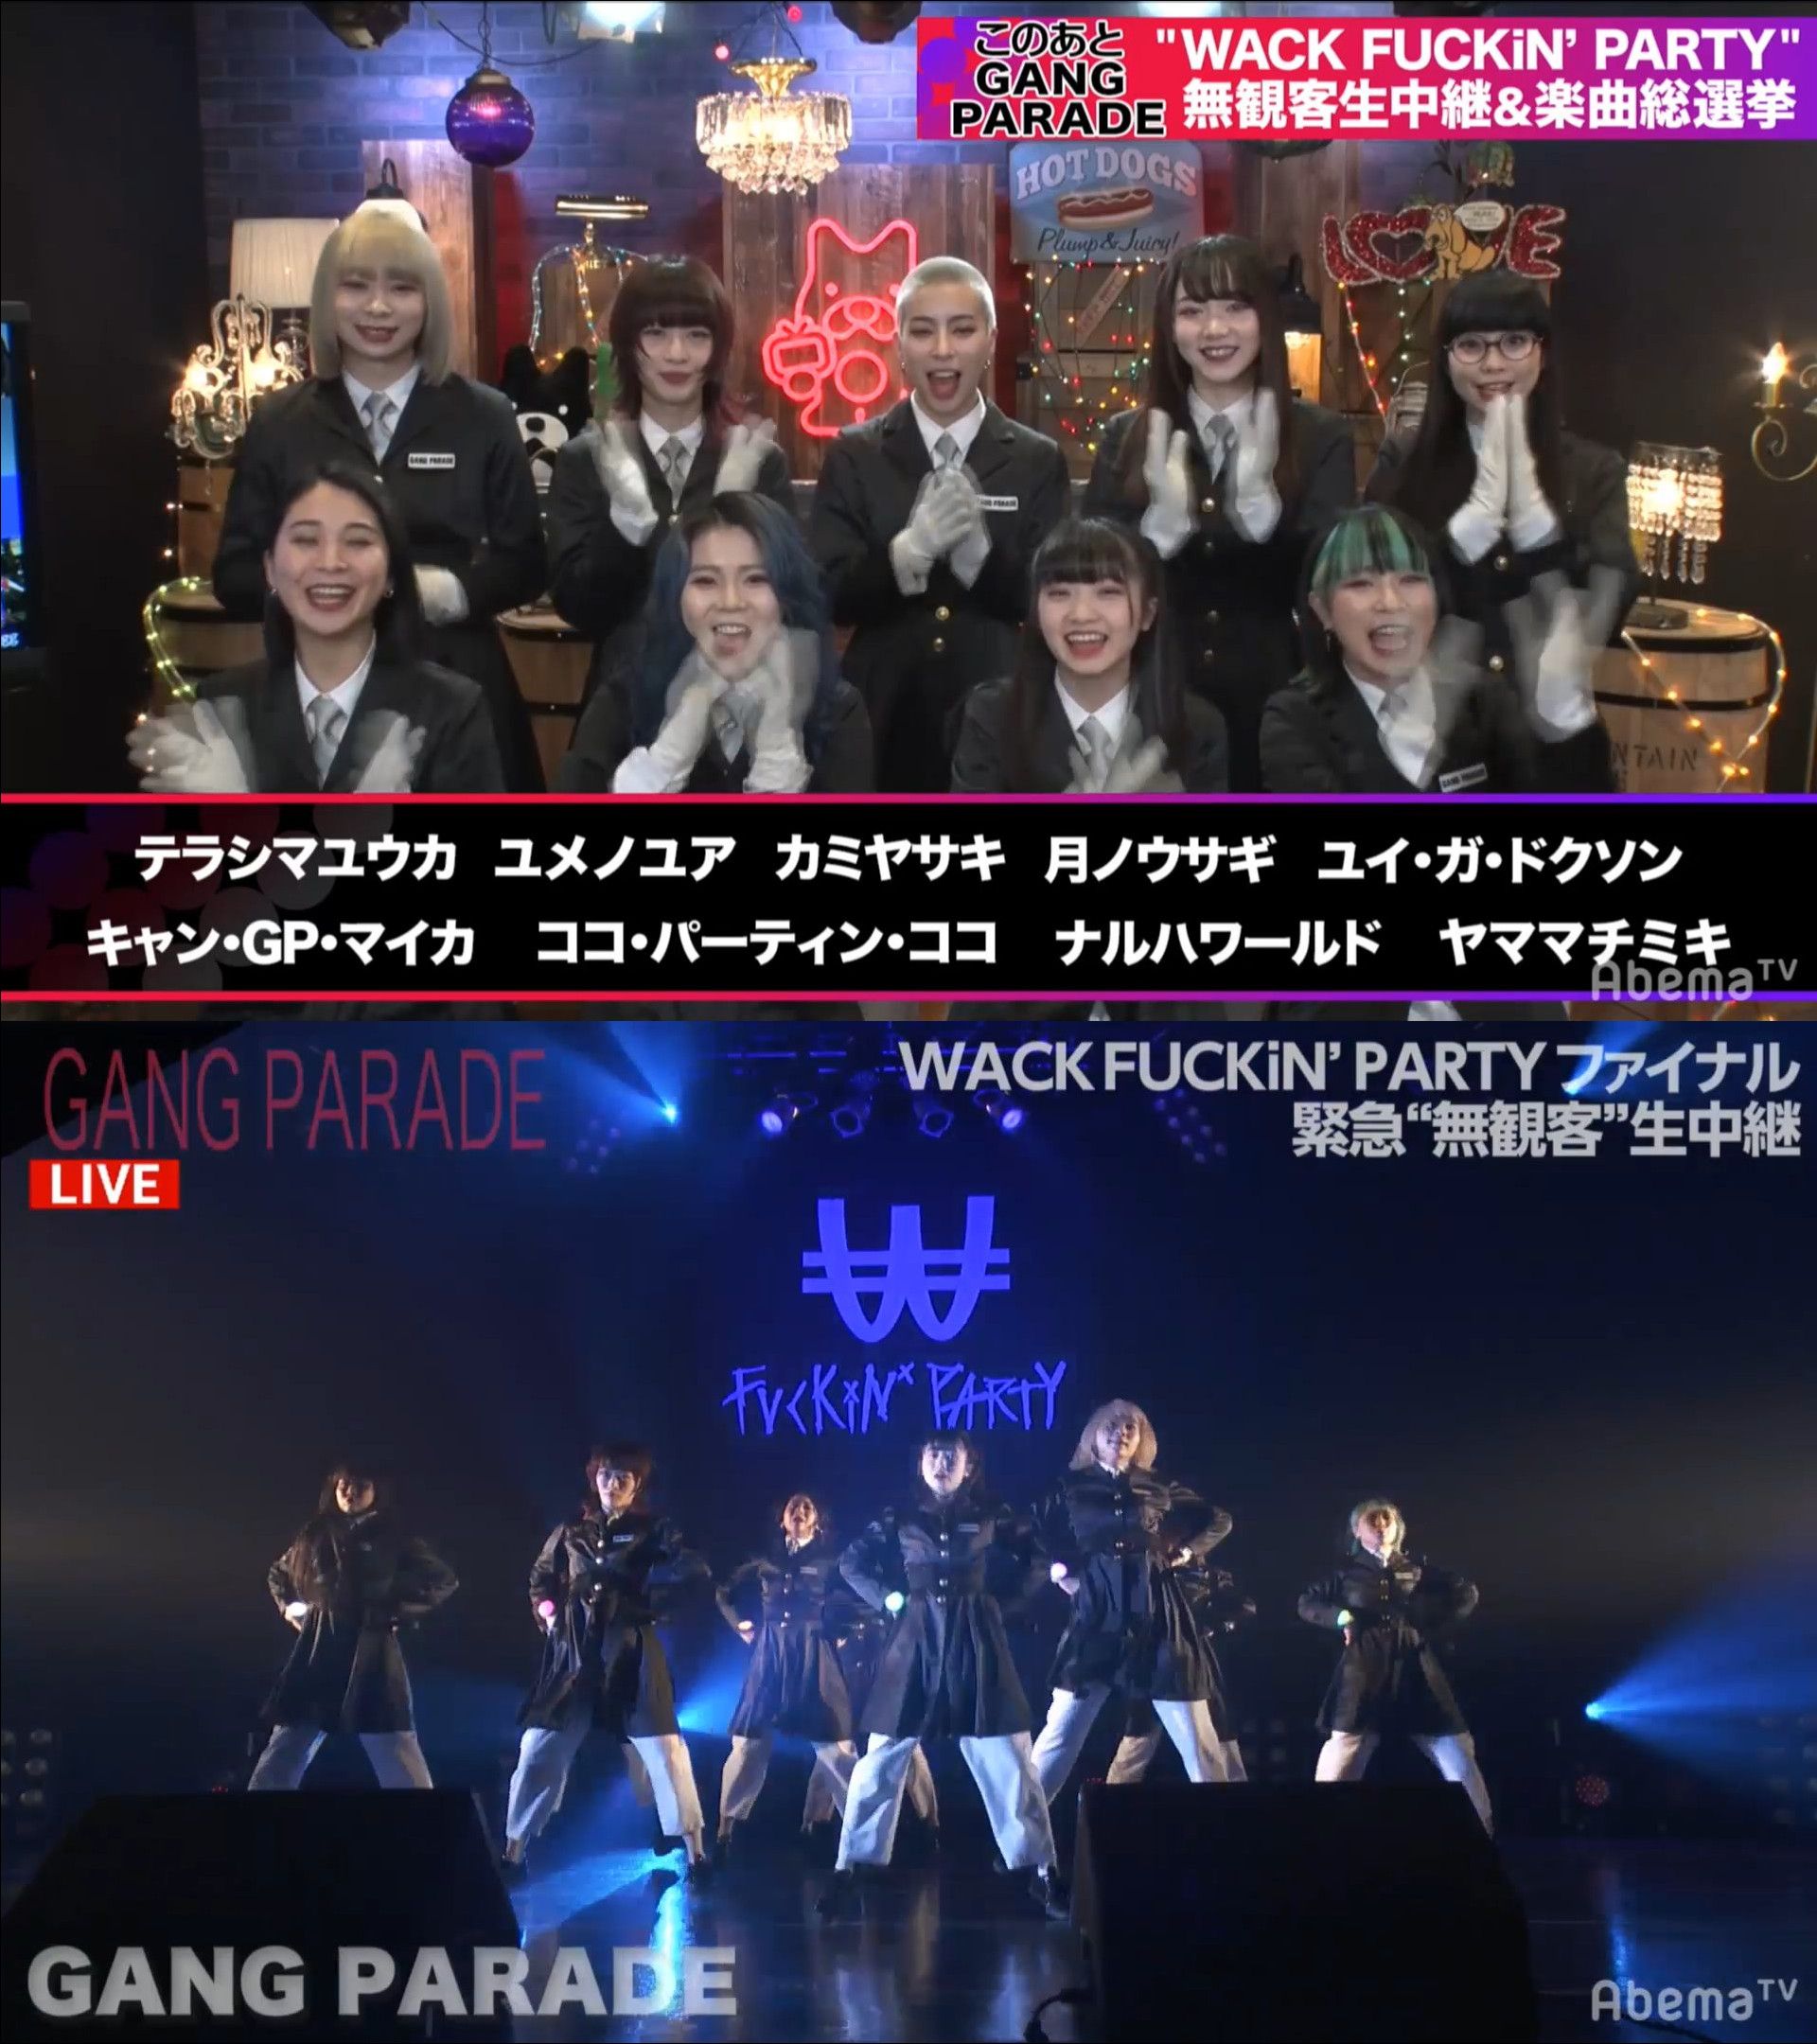 このあと
GANG
PARADE
"WACK FUCKiN' PARTY"
無観客生中継&楽曲総選挙
HOT DOGS
Plump & Juicy!
LOVE
GANG PARADE
GANG PARADE
NTAIN
テラシマユウカ ユメノユア カミヤサキ 月ノウサギ ユイ・ガ・ドクソン
キャン・GP・マイカ ココ・パーティン・ココ ナルハワールド ヤママチミキ
AbemaTV
GANG PARADE
LIVE
WACK FUCKiN' PARTY ファイナル
緊急“無観客”生中継
W
FUCKiN' PARTY
GANG PARADE
AbemaTV